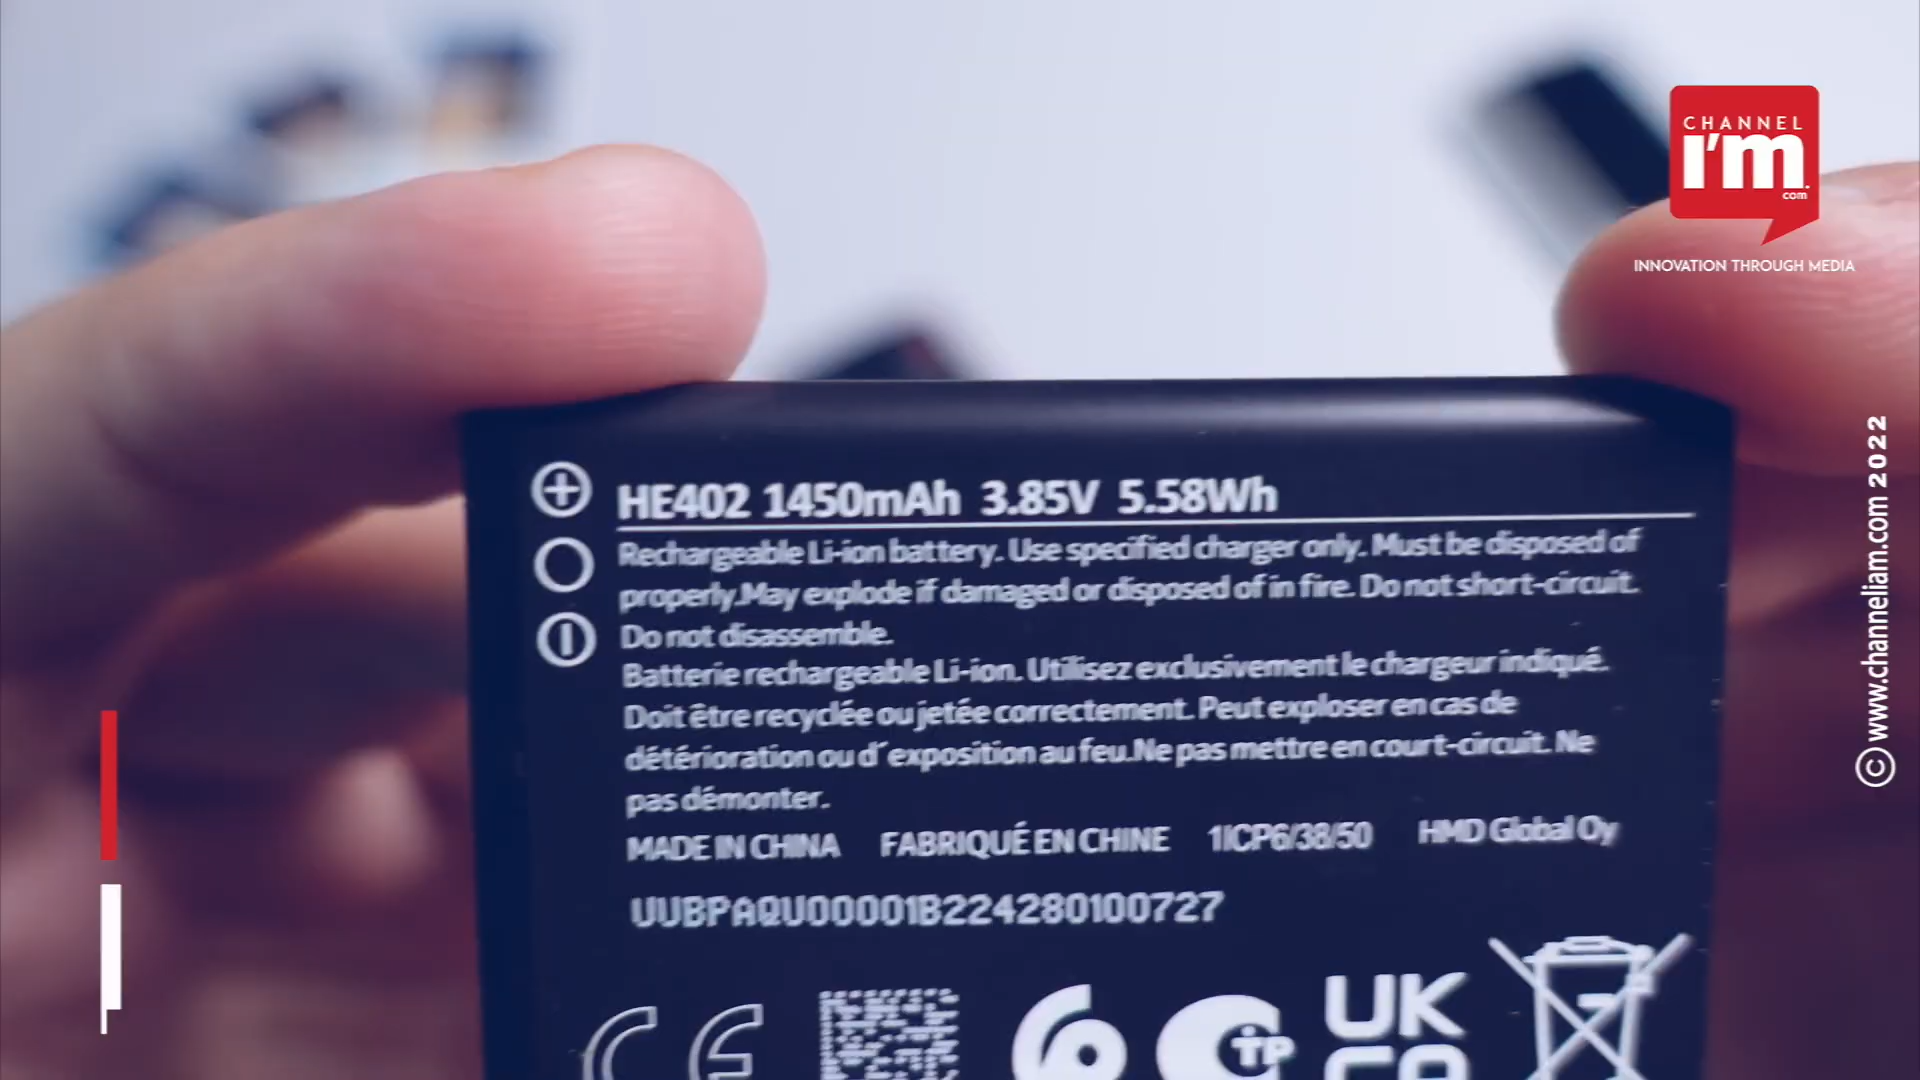 CHANNEL
I'm
.com
INNOVATION THROUGH MEDIA
© www.channeliam.com 2022
HE402 1450mAh 3.85V 5.58Wh
Rechargeable Li-ion battery. Use specified charger only. Must be disposed of
properly.May explode if damaged or disposed of in fire. Do not short-circuit.
Do not disassemble.
Batterie rechargeable Li-ion. Utilisez exclusivement le chargeur indiqué.
Doit être recyclée ou jetée correctement. Peut exploser en cas de
détérioration ou d´exposition au feu.Ne pas mettre en court-circuit. Ne
pas démonter.
MADE IN CHINA FABRIQUÉ EN CHINE 1ICP6/38/50 HMD Global Oy
UUBPAQU00001B224280100727
CE
TP
UK
CA